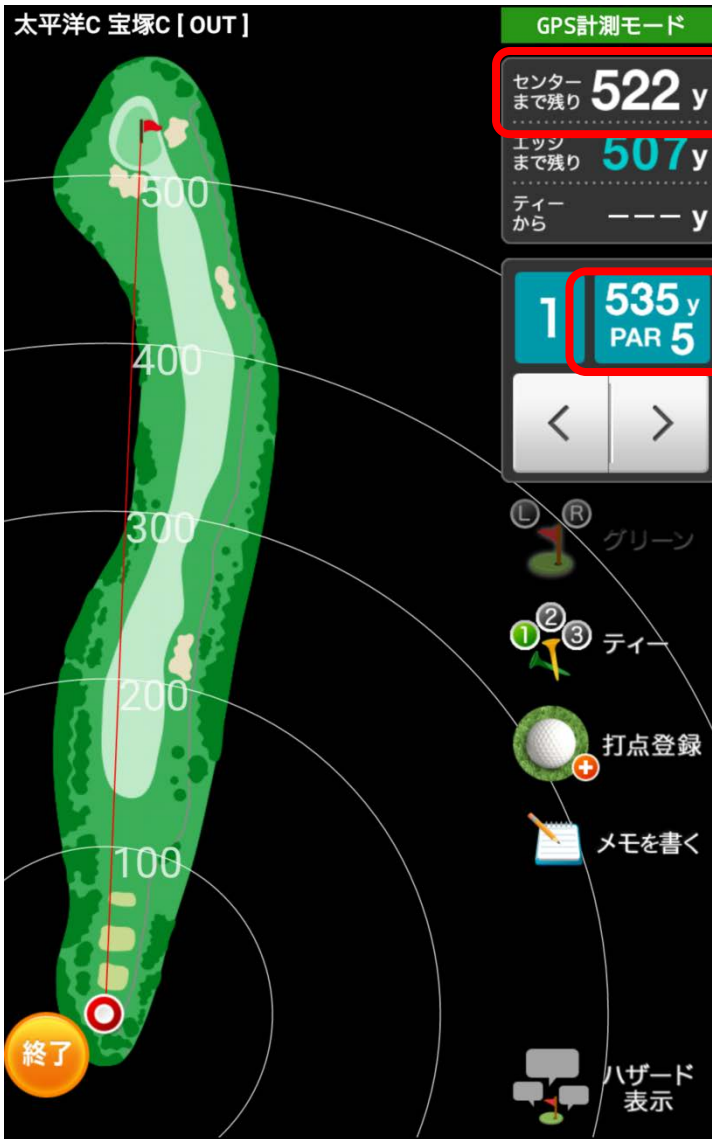 太平洋C 宝塚C [ OUT ]
GPS計測モード
センター
まで残り 522 y
エッジ
まで残り 507 y
ティー
から --- y
1
535 y
PAR 5
<
>
500
400
300
200
100
L R
グリーン
1 2 3
ティー
打点登録
メモを書く
終了
ハザード
表示